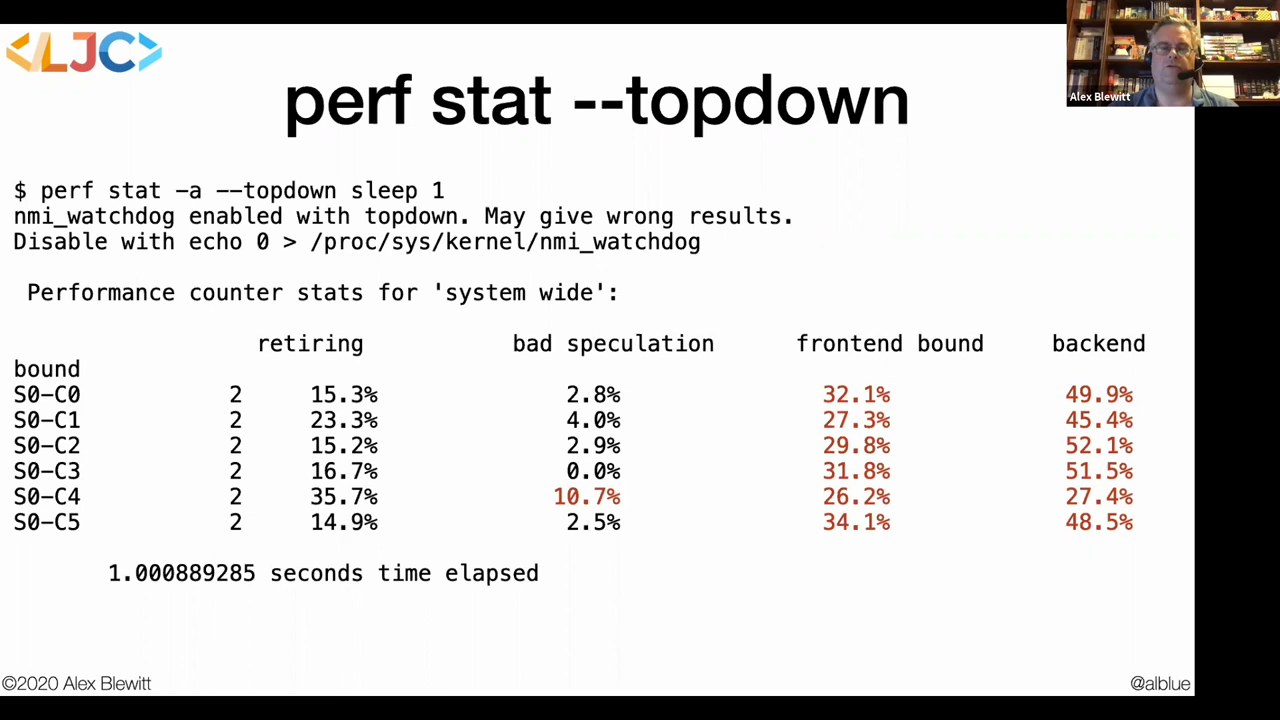 <LJC>
Alex Blewitt
perf stat --topdown
$ perf stat -a --topdown sleep 1
nmi_watchdog enabled with topdown. May give wrong results.
Disable with echo 0 > /proc/sys/kernel/nmi_watchdog
Performance counter stats for 'system wide':
retiring bad speculation frontend bound backend
bound
S0-C0 2 15.3% 2.8% 32.1% 49.9%
S0-C1 2 23.3% 4.0% 27.3% 45.4%
S0-C2 2 15.2% 2.9% 29.8% 52.1%
S0-C3 2 16.7% 0.0% 31.8% 51.5%
S0-C4 2 35.7% 10.7% 26.2% 27.4%
S0-C5 2 14.9% 2.5% 34.1% 48.5%
1.000889285 seconds time elapsed
©2020 Alex Blewitt
@alblue